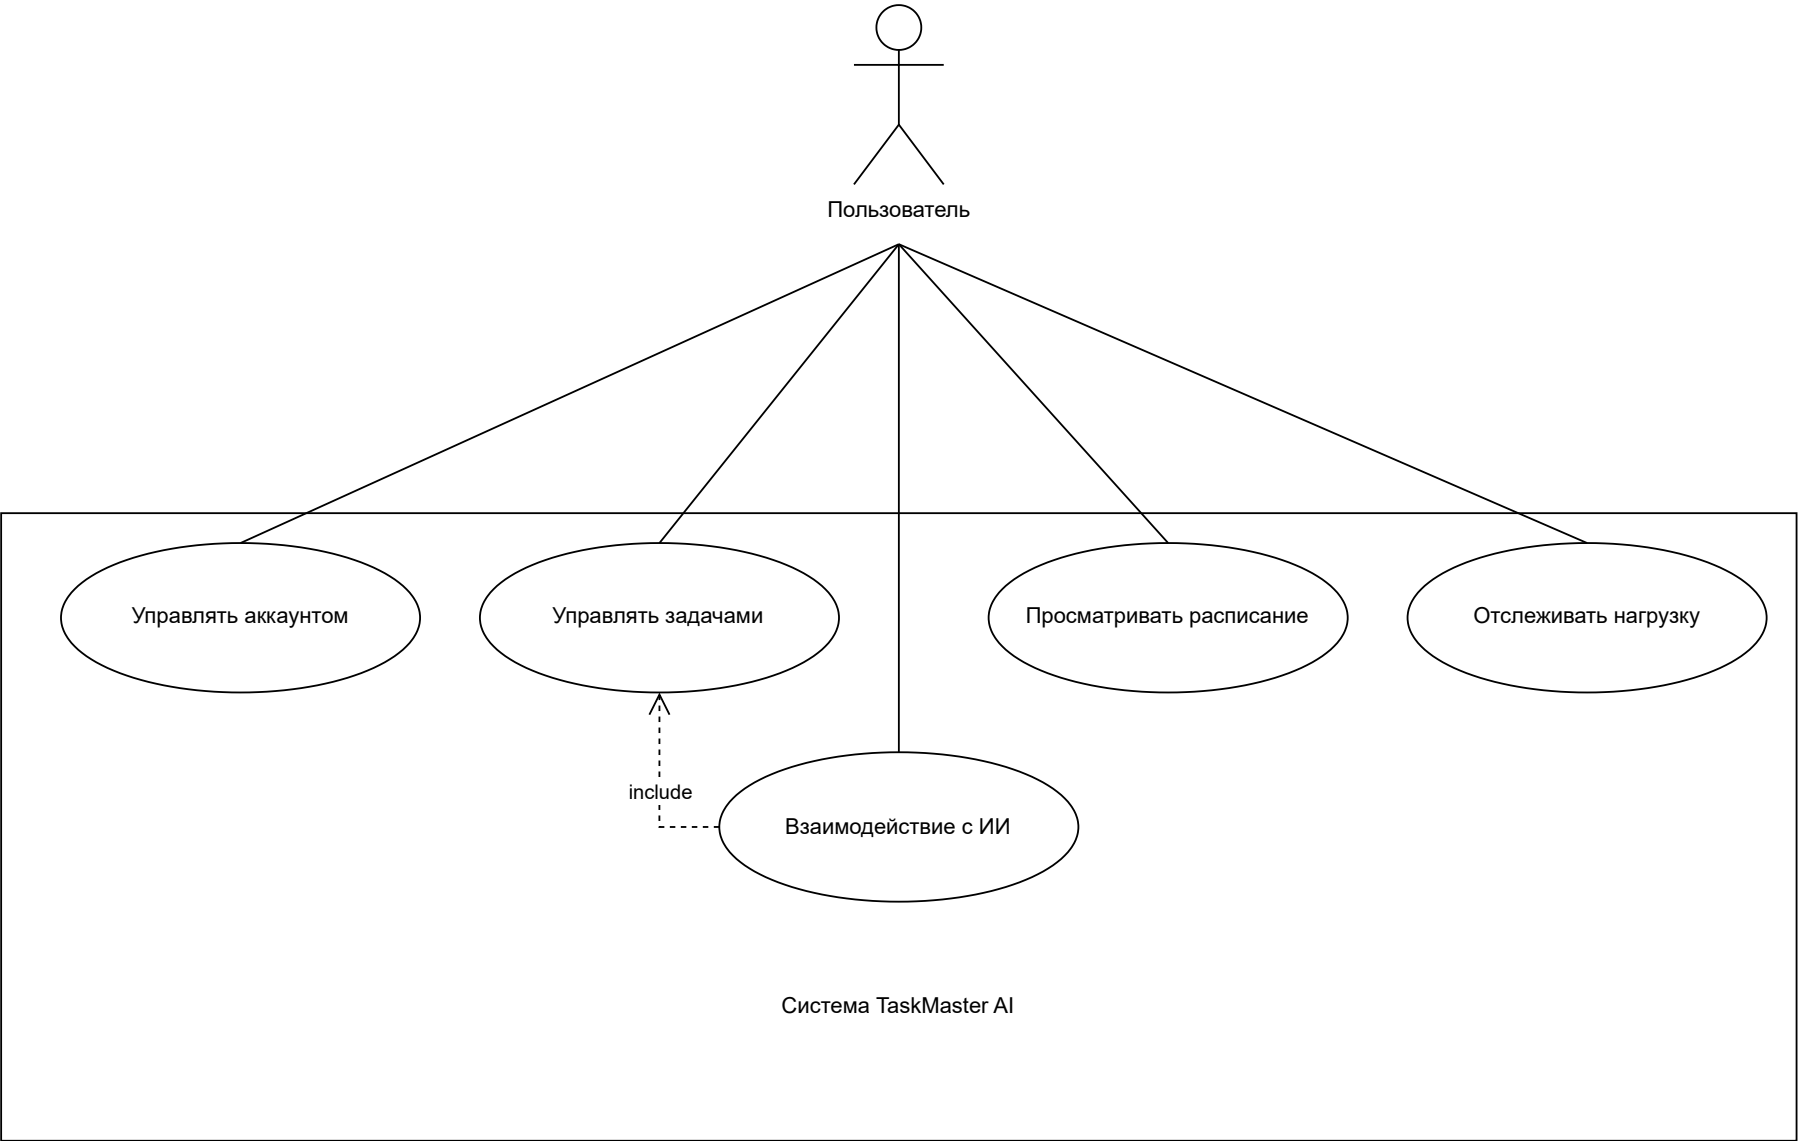 Пользователь
Управлять аккаунтом
Управлять задачами
Просматривать расписание
Отслеживать нагрузку
include
Взаимодействие с ИИ
Система TaskMaster AI